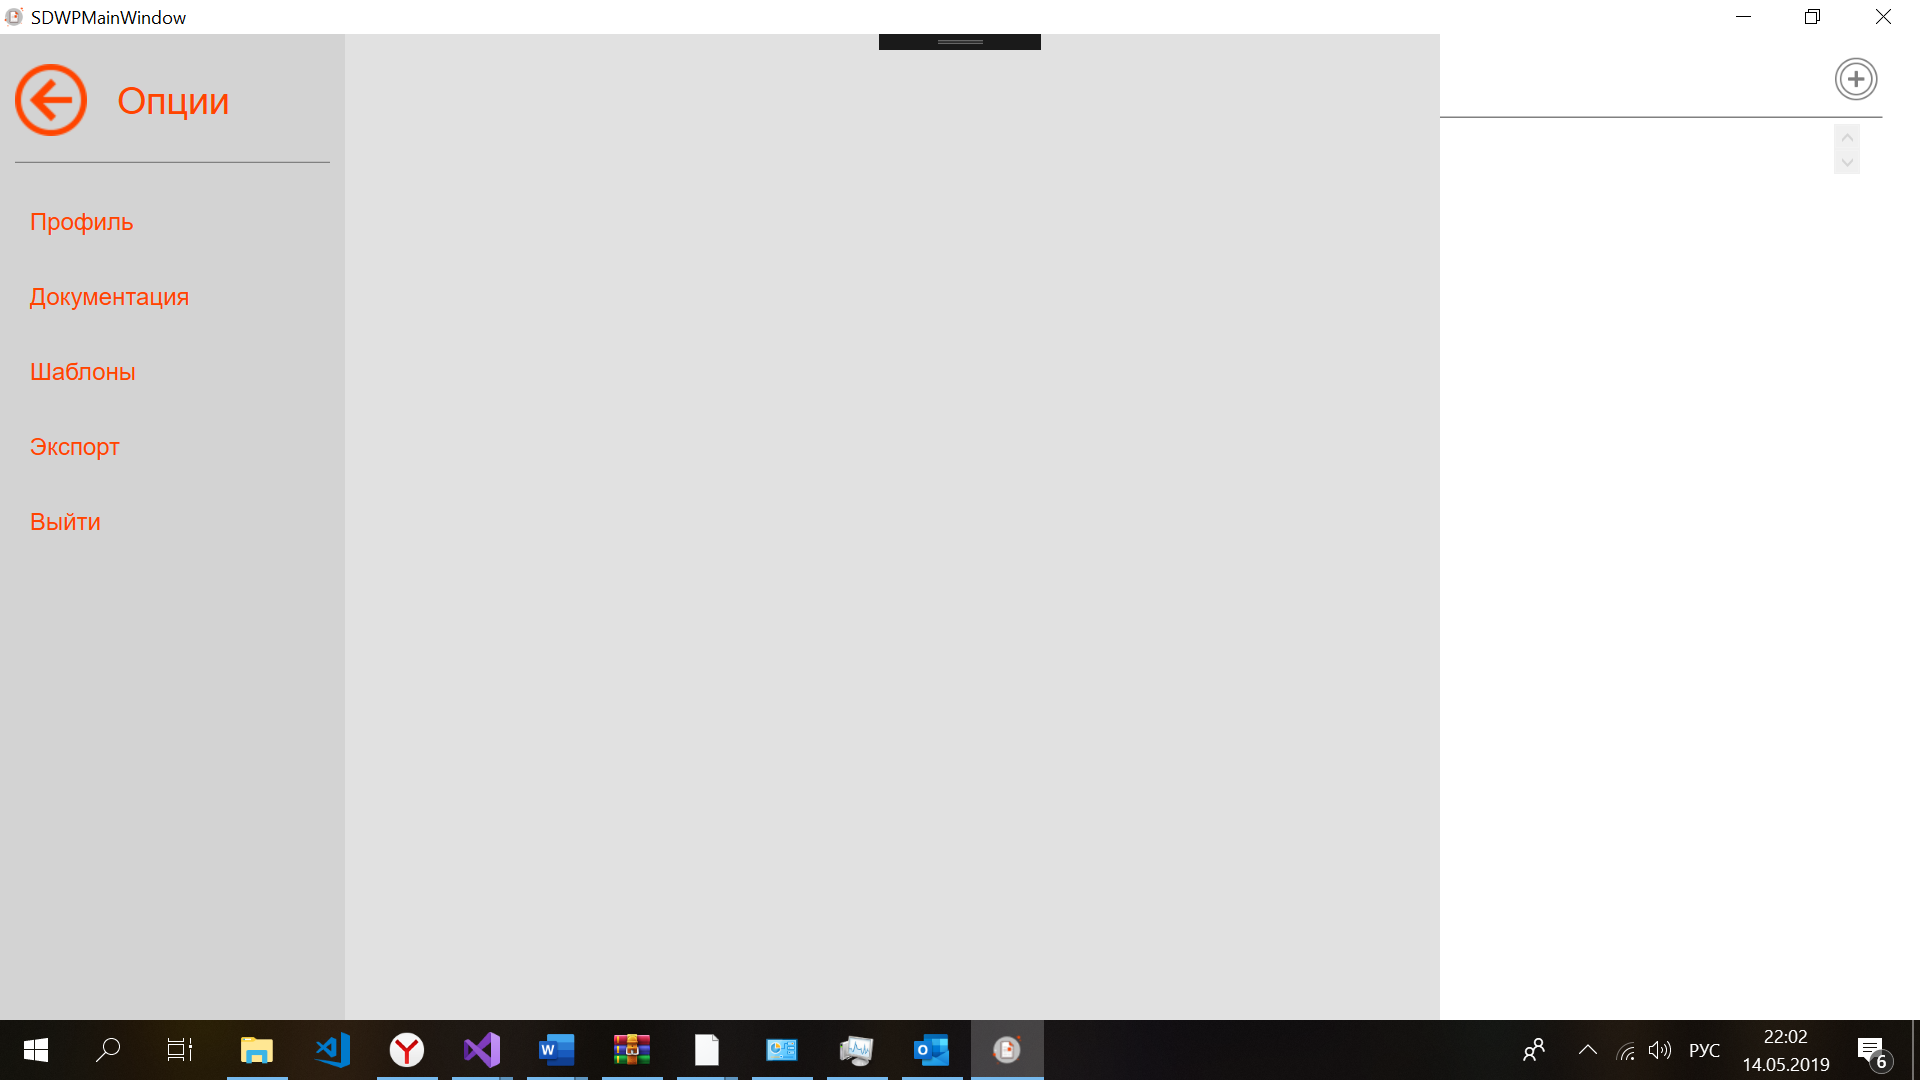 SDWPMainWindow
Опции
Профиль
Документация
Шаблоны
Экспорт
Выйти
РУС
22:02
14.05.2019
6